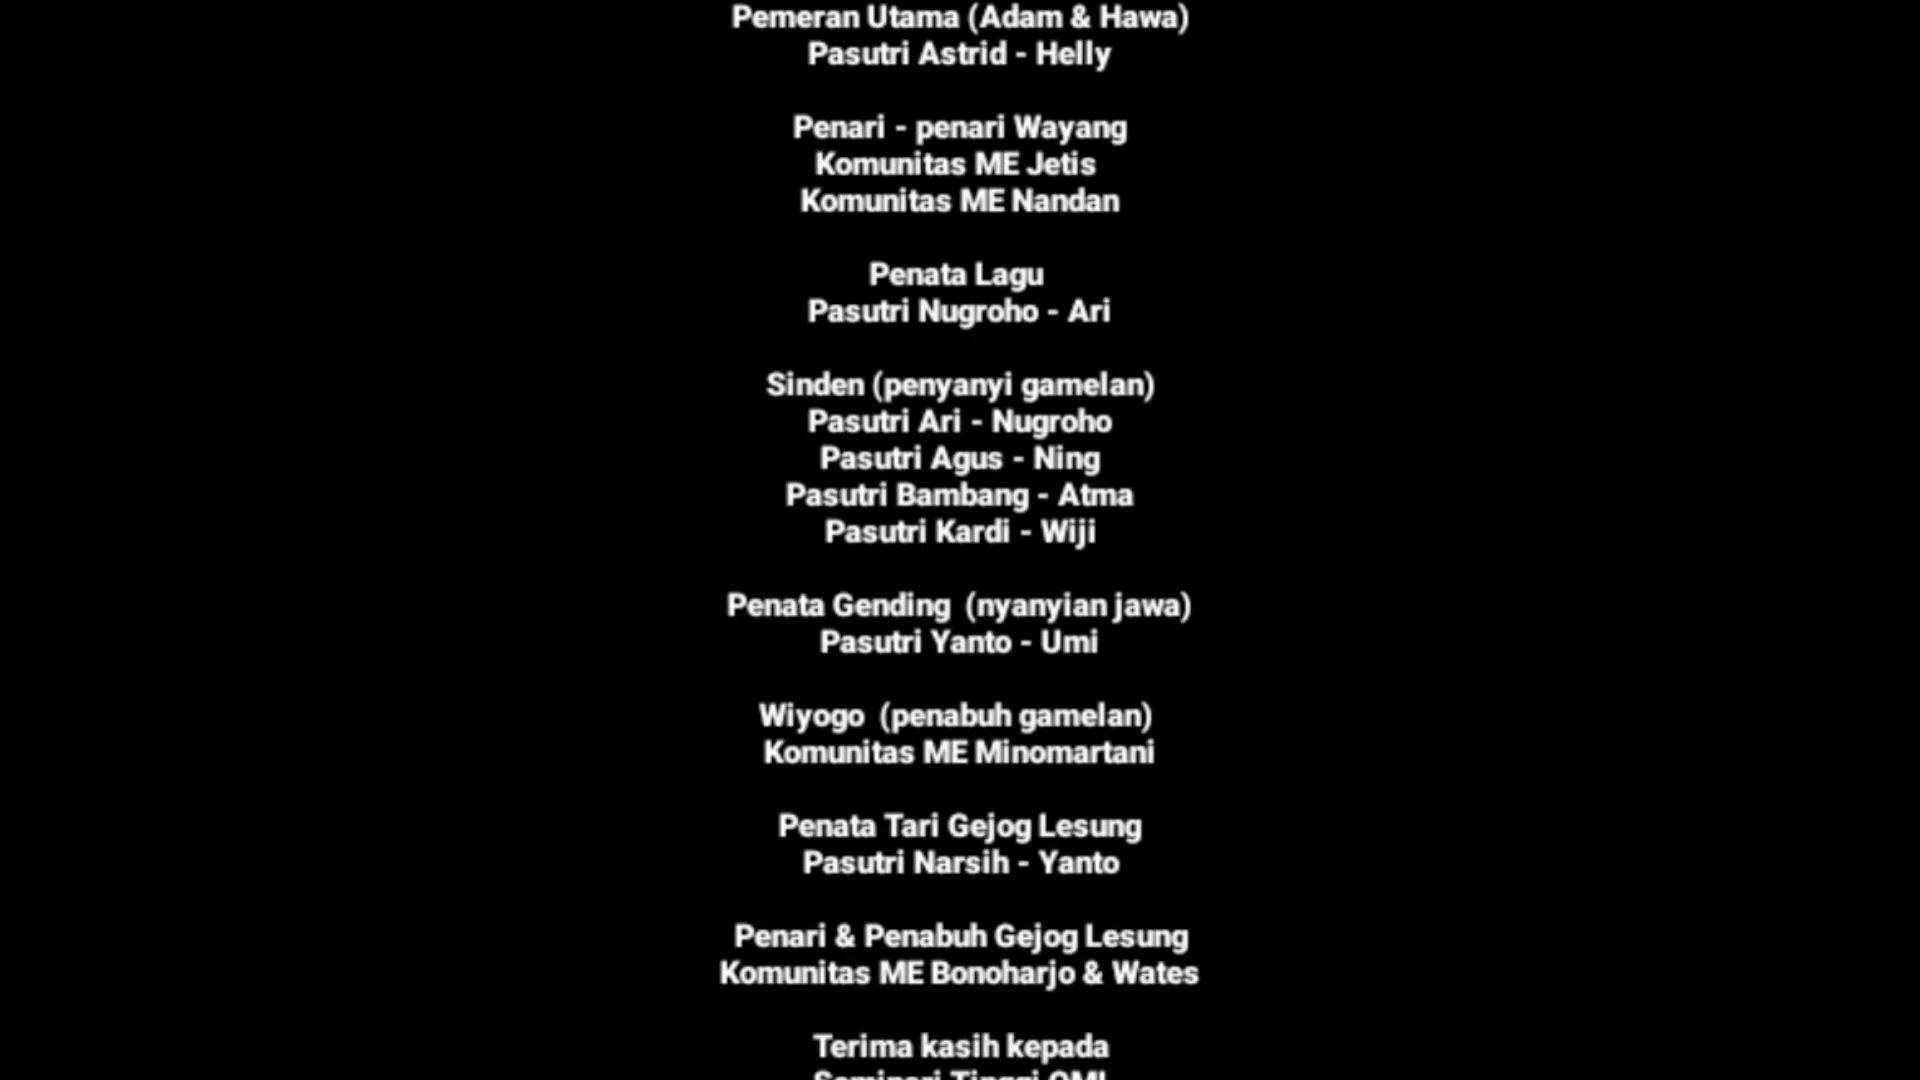 Pemeran Utama (Adam & Hawa)
Pasutri Astrid - Helly
Penari - penari Wayang
Komunitas ME Jetis
Komunitas ME Nandan
Penata Lagu
Pasutri Nugroho - Ari
Sinden (penyanyi gamelan)
Pasutri Ari - Nugroho
Pasutri Agus - Ning
Pasutri Bambang - Atma
Pasutri Kardi - Wiji
Penata Gending (nyanyian jawa)
Pasutri Yanto - Umi
Wiyogo (penabuh gamelan)
Komunitas ME Minomartani
Penata Tari Gejog Lesung
Pasutri Narsih - Yanto
Penari & Penabuh Gejog Lesung
Komunitas ME Bonoharjo & Wates
Terima kasih kepada
Seminari Tinggi